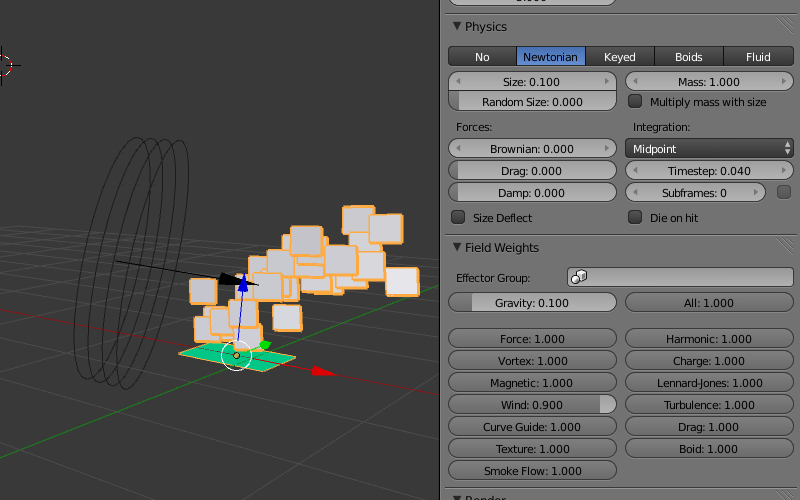 Physics
No Newtonian Keyed Boids Fluid
Size: 0.100 Mass: 1.000
Random Size: 0.000 Multiply mass with size
Forces: Integration:
Brownian: 0.000 Midpoint
Drag: 0.000 Timestep: 0.040
Damp: 0.000 Subframes: 0
Size Deflect Die on hit
Field Weights
Effector Group:
Gravity: 0.100 All: 1.000
Force: 1.000 Harmonic: 1.000
Vortex: 1.000 Charge: 1.000
Magnetic: 1.000 Lennard-Jones: 1.000
Wind: 0.900 Turbulence: 1.000
Curve Guide: 1.000 Drag: 1.000
Texture: 1.000 Boid: 1.000
Smoke Flow: 1.000